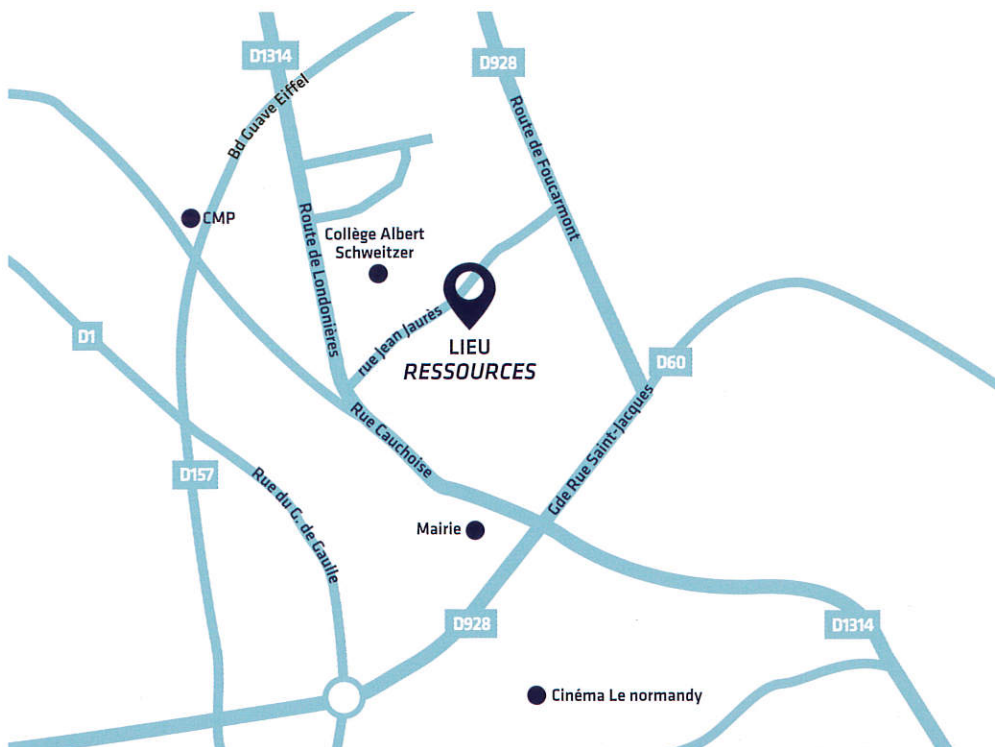 D1314
D928
Bd Guave Eiffel
Route de Foucarmont
CMP
Route de Londonières
Collège Albert
Schweitzer
rue Jean Jaurès
D1
LIEU
RESSOURCES
D60
Rue Cauchoise
Gde Rue Saint-Jacques
D157
Rue du G. de Gaulle
Mairie
D928
D1314
Cinéma Le normandy